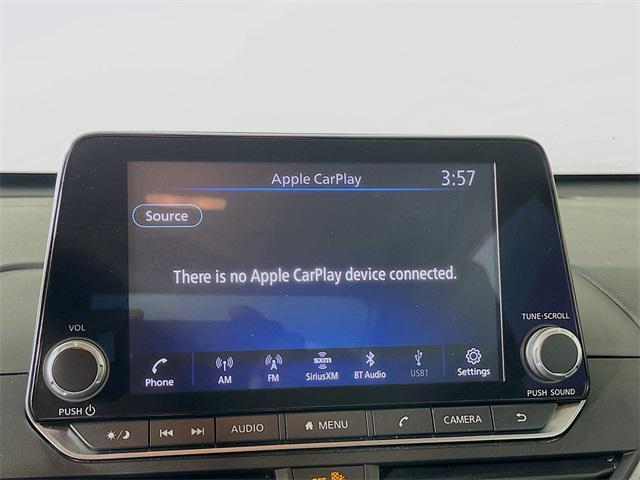 Apple CarPlay 3:57
Source
There is no Apple CarPlay device connected.
VOL
TUNE·SCROLL
Phone AM FM sxm SiriusXM BT Audio USB1 Settings
PUSH
PUSH SOUND
AUDIO MENU CAMERA
OFF